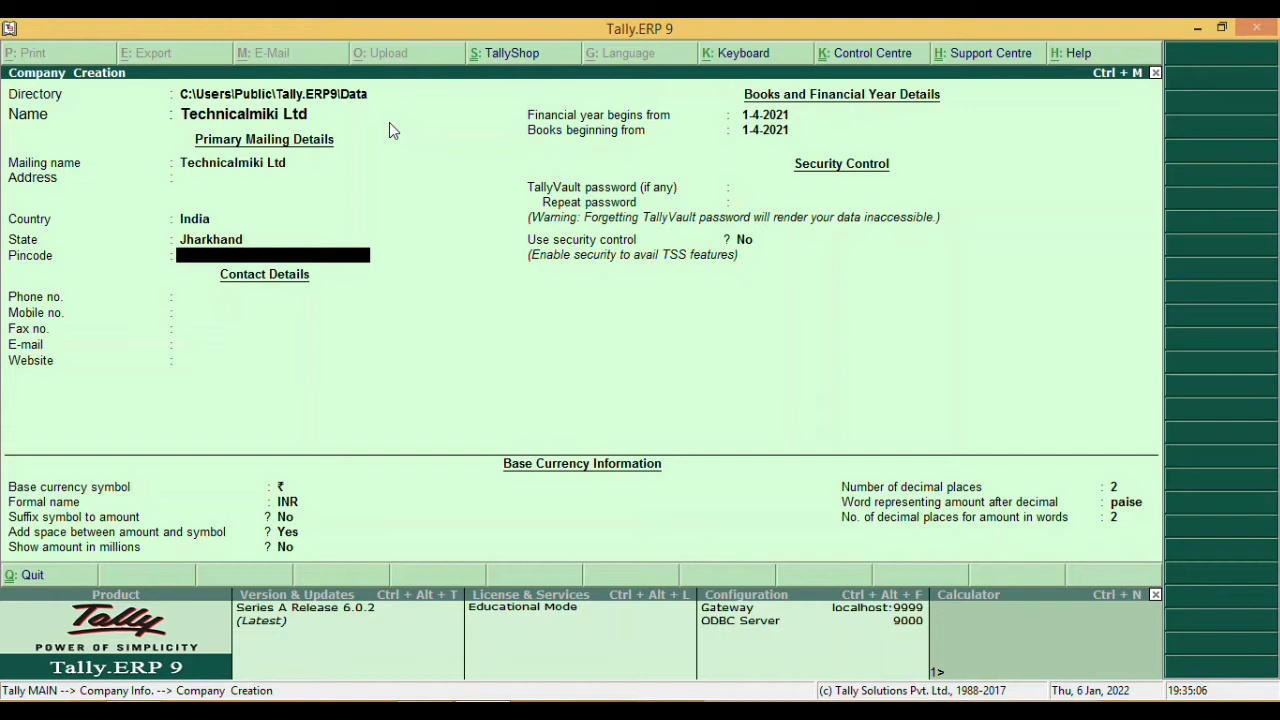 Tally.ERP 9
P: Print E: Export M: E-Mail O: Upload S: TallyShop G: Language K: Keyboard K: Control Centre H: Support Centre H: Help
Company Creation Ctrl + M
Directory : C:\Users\Public\Tally.ERP9\Data
Name : Technicalmiki Ltd
Primary Mailing Details
Mailing name : Technicalmiki Ltd
Address :
Country : India
State : Jharkhand
Pincode :
Contact Details
Phone no. :
Mobile no. :
Fax no. :
E-mail :
Website :
Books and Financial Year Details
Financial year begins from : 1-4-2021
Books beginning from : 1-4-2021
Security Control
TallyVault password (if any) :
Repeat password :
(Warning: Forgetting TallyVault password will render your data inaccessible.)
Use security control ? No
(Enable security to avail TSS features)
Base Currency Information
Base currency symbol : ₹
Formal name : INR
Suffix symbol to amount ? No
Add space between amount and symbol ? Yes
Show amount in millions ? No
Number of decimal places : 2
Word representing amount after decimal : paise
No. of decimal places for amount in words : 2
Q: Quit
Product
Tally
POWER OF SIMPLICITY
Tally.ERP 9
Version & Updates Ctrl + Alt + T
Series A Release 6.0.2
(Latest)
License & Services Ctrl + Alt + L
Educational Mode
Configuration Ctrl + Alt + F
Gateway localhost:9999
ODBC Server 9000
Calculator Ctrl + N
1>
Tally MAIN --> Company Info. --> Company Creation (c) Tally Solutions Pvt. Ltd., 1988-2017 Thu, 6 Jan, 2022 19:35:06